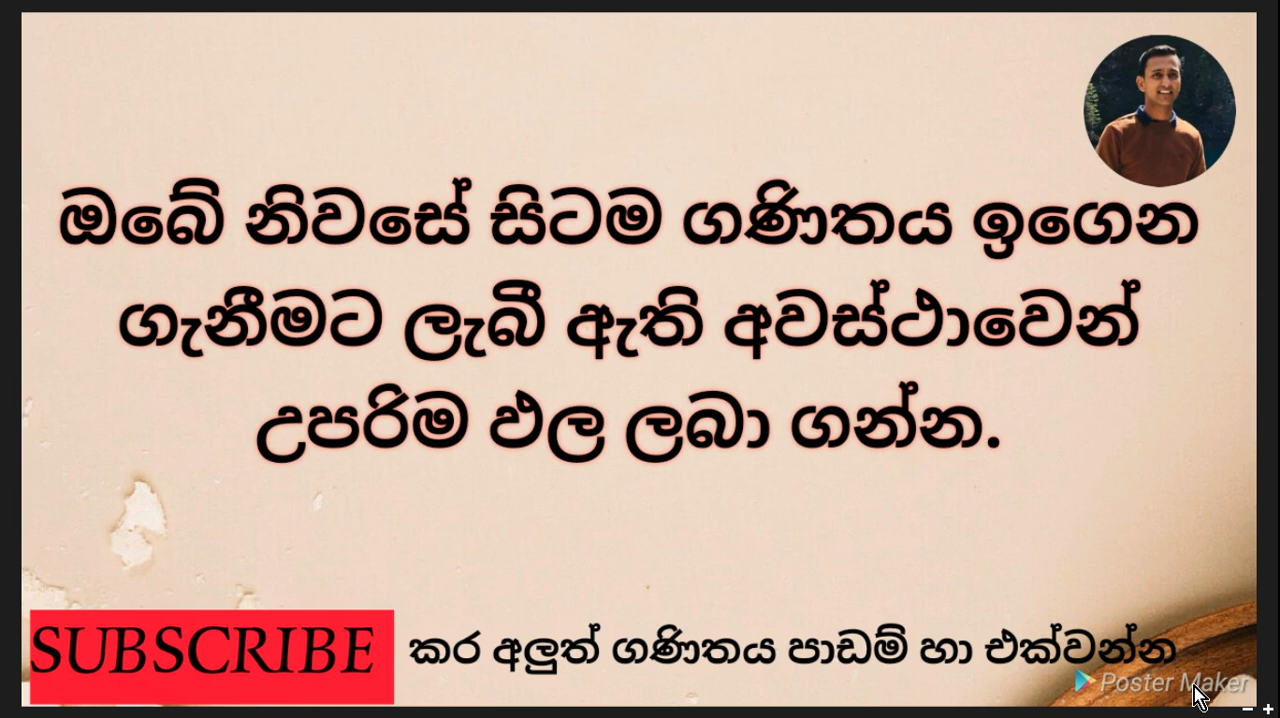 ඔබේ නිවසේ සිටම ගණිතය ඉගෙන
ගැනීමට ලැබී ඇති අවස්ථාවෙන්
උපරිම ඵල ලබා ගන්න.
SUBSCRIBE කර අලුත් ගණිතය පාඩම් හා එක්වන්න
Poster Maker